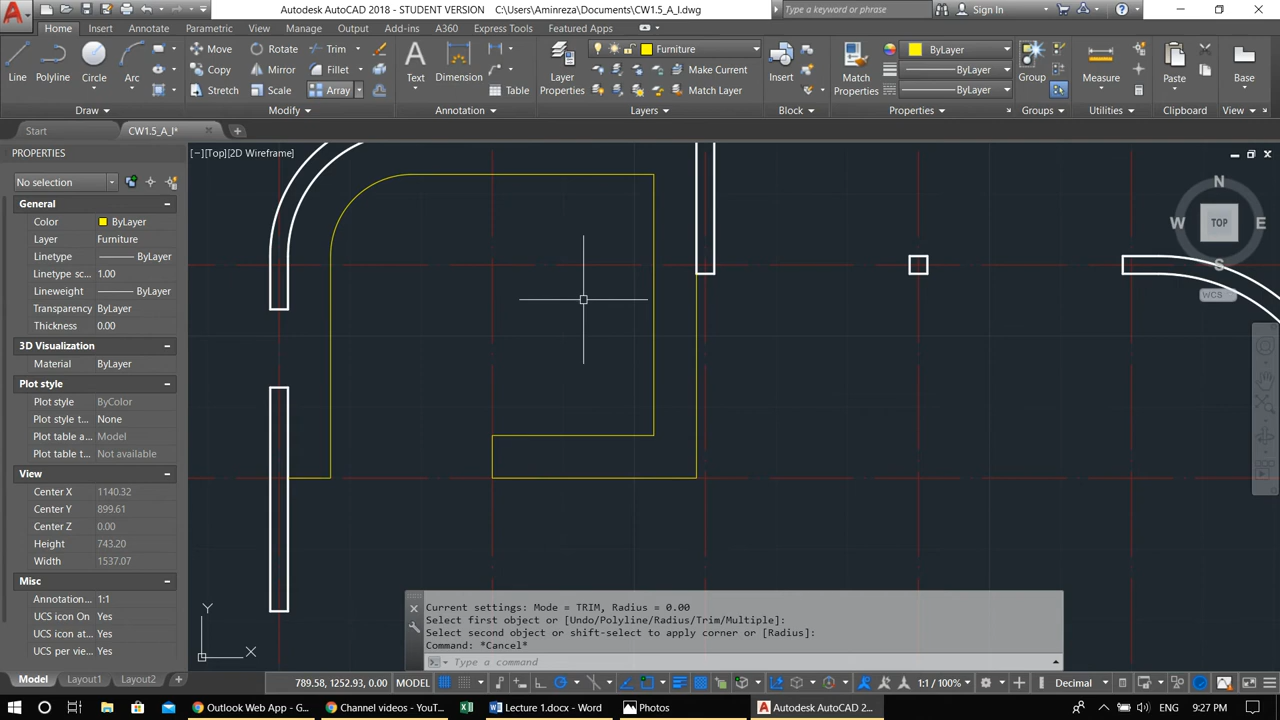 Autodesk AutoCAD 2018 - STUDENT VERSION C:\Users\Aminreza\Documents\CW1.5_A_I.dwg
Type a keyword or phrase
Sign In
Home Insert Annotate Parametric View Manage Output Add-ins A360 Express Tools Featured Apps
Line
Polyline
Circle
Arc
Move
Rotate
Trim
Copy
Mirror
Fillet
Stretch
Scale
Array
Text
Dimension
Table
Layer
Properties
Furniture
Make Current
Match Layer
Insert
Match
Properties
ByLayer
ByLayer
ByLayer
Group
Measure
Paste
Base
Draw
Modify
Annotation
Layers
Block
Properties
Groups
Utilities
Clipboard
View
Start
CW1.5_A_I*
PROPERTIES
No selection
General
Color ByLayer
Layer Furniture
Linetype ByLayer
Linetype sc... 1.00
Lineweight ByLayer
Transparency ByLayer
Thickness 0.00
3D Visualization
Material ByLayer
Plot style
Plot style ByColor
Plot style t... None
Plot table a... Model
Plot table t... Not available
View
Center X 1140.32
Center Y 899.61
Center Z 0.00
Height 743.20
Width 1537.07
Misc
Annotation... 1:1
UCS icon On Yes
UCS icon at... Yes
UCS per vie... Yes
[−][Top][2D Wireframe]
N
W
TOP
E
S
WCS
Y
X
Current settings: Mode = TRIM, Radius = 0.00
Select first object or [Undo/Polyline/Radius/Trim/Multiple]:
Select second object or shift-select to apply corner or [Radius]:
Command: *Cancel*
Type a command
Model Layout1 Layout2
789.58, 1252.93, 0.00 MODEL
1:1 / 100%
Decimal
Outlook Web App - G...
Channel videos - YouT...
Lecture 1.docx - Word
Photos
Autodesk AutoCAD 2...
ENG 9:27 PM